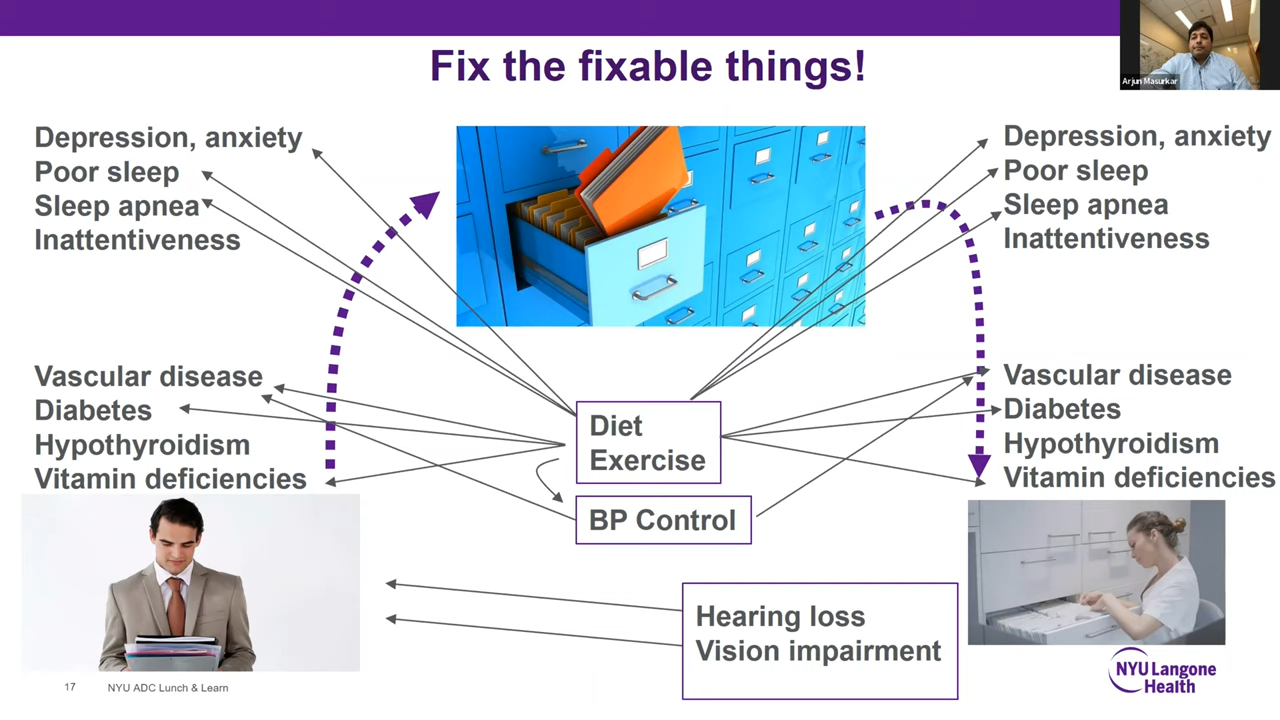 Fix the fixable things!
Arjun Masurkar
Depression, anxiety
Poor sleep
Sleep apnea
Inattentiveness
Vascular disease
Diabetes
Hypothyroidism
Vitamin deficiencies
Diet
Exercise
BP Control
Hearing loss
Vision impairment
Depression, anxiety
Poor sleep
Sleep apnea
Inattentiveness
Vascular disease
Diabetes
Hypothyroidism
Vitamin deficiencies
17
NYU ADC Lunch & Learn
NYU Langone
Health